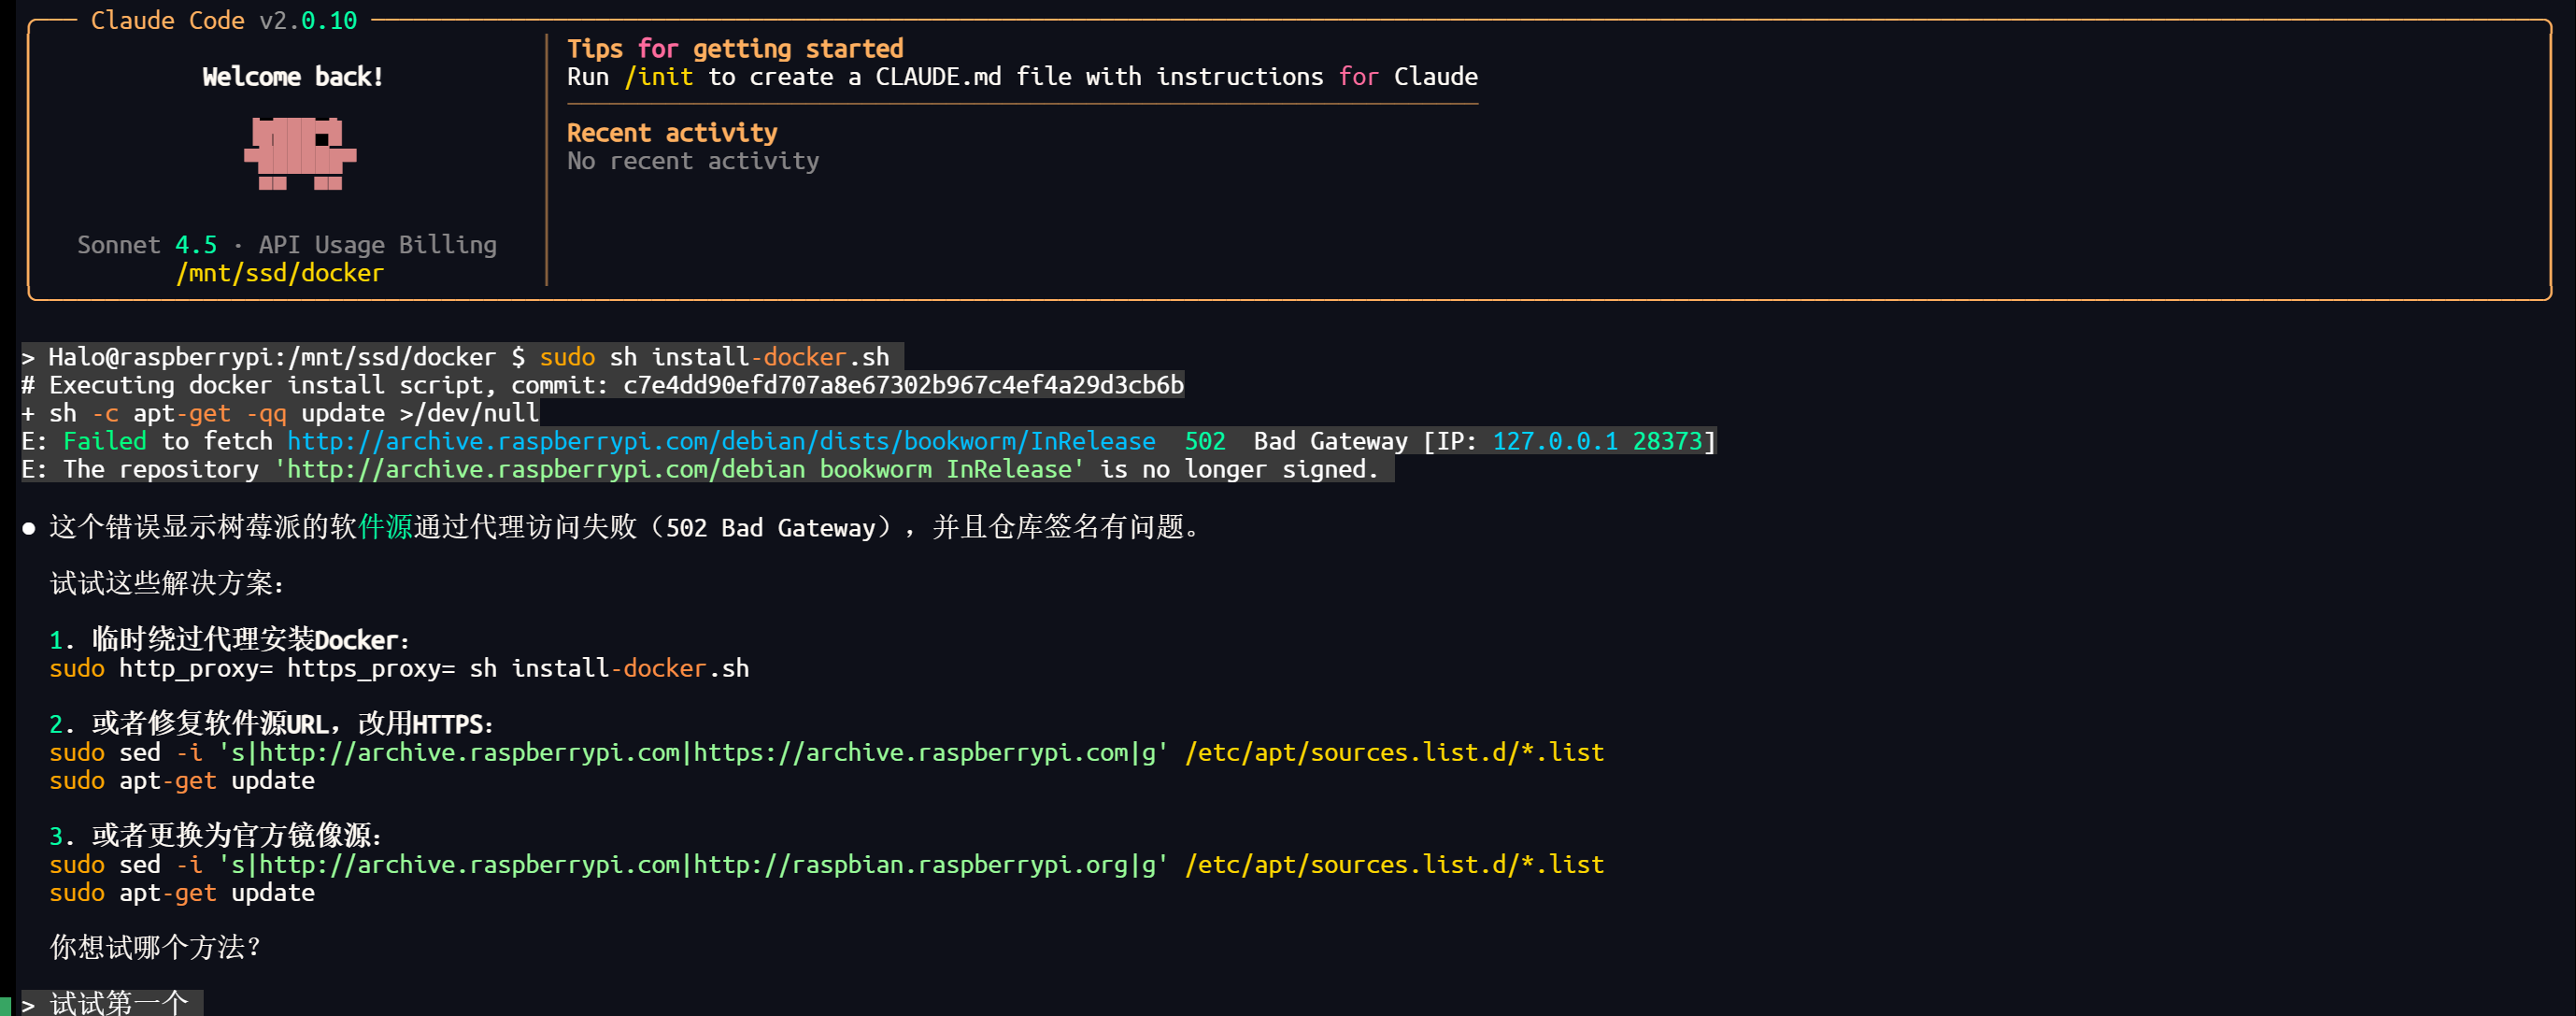 Claude Code v2.0.10
Welcome back!
Sonnet 4.5 · API Usage Billing
/mnt/ssd/docker
Tips for getting started
Run /init to create a CLAUDE.md file with instructions for Claude
Recent activity
No recent activity
> Halo@raspberrypi:/mnt/ssd/docker $ sudo sh install-docker.sh
# Executing docker install script, commit: c7e4dd90efd707a8e67302b967c4ef4a29d3cb6b
+ sh -c apt-get -qq update >/dev/null
E: Failed to fetch http://archive.raspberrypi.com/debian/dists/bookworm/InRelease  502  Bad Gateway [IP: 127.0.0.1 28373]
E: The repository 'http://archive.raspberrypi.com/debian bookworm InRelease' is no longer signed.
● 这个错误显示树莓派的软件源通过代理访问失败（502 Bad Gateway），并且仓库签名有问题。
试试这些解决方案：
1. 临时绕过代理安装Docker：
sudo http_proxy= https_proxy= sh install-docker.sh
2. 或者修复软件源URL，改用HTTPS：
sudo sed -i 's|http://archive.raspberrypi.com|https://archive.raspberrypi.com|g' /etc/apt/sources.list.d/*.list
sudo apt-get update
3. 或者更换为官方镜像源：
sudo sed -i 's|http://archive.raspberrypi.com|http://raspbian.raspberrypi.org|g' /etc/apt/sources.list.d/*.list
sudo apt-get update
你想试哪个方法？
> 试试第一个